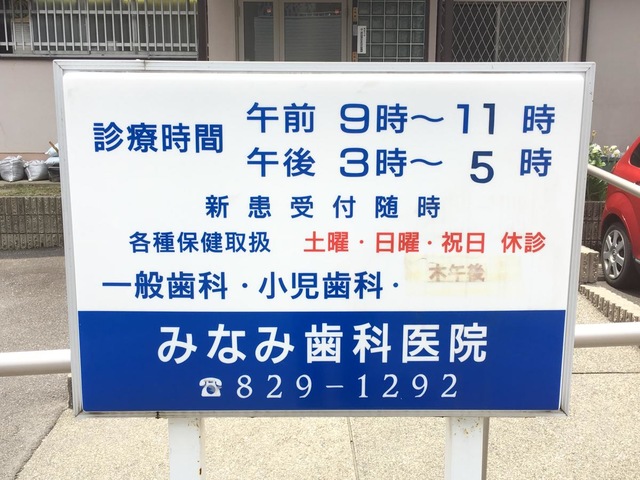 診療時間 午前 9時～11時
午後 3時～5時
新患受付随時
各種保健取扱 土曜・日曜・祝日 休診
木午後
一般歯科・小児歯科・
みなみ歯科医院
☎829-1292